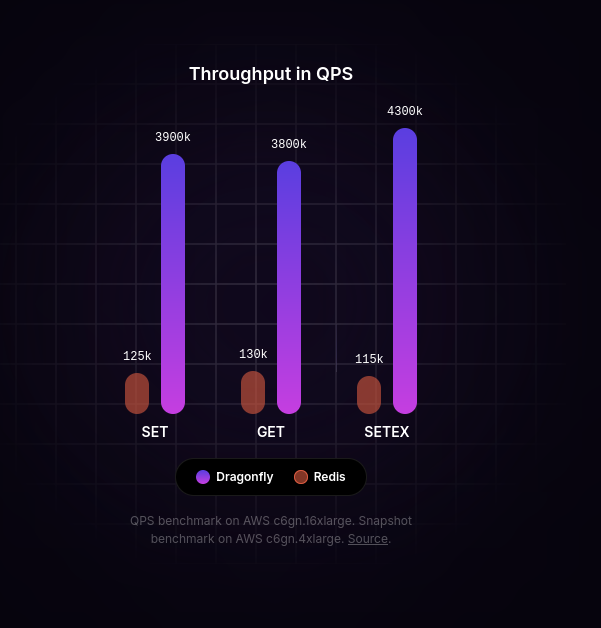 Throughput in QPS
4300k
3900k
3800k
125k
130k
115k
SET
GET
SETEX
Dragonfly
Redis
QPS benchmark on AWS c6gn.16xlarge. Snapshot
benchmark on AWS c6gn.4xlarge. Source.